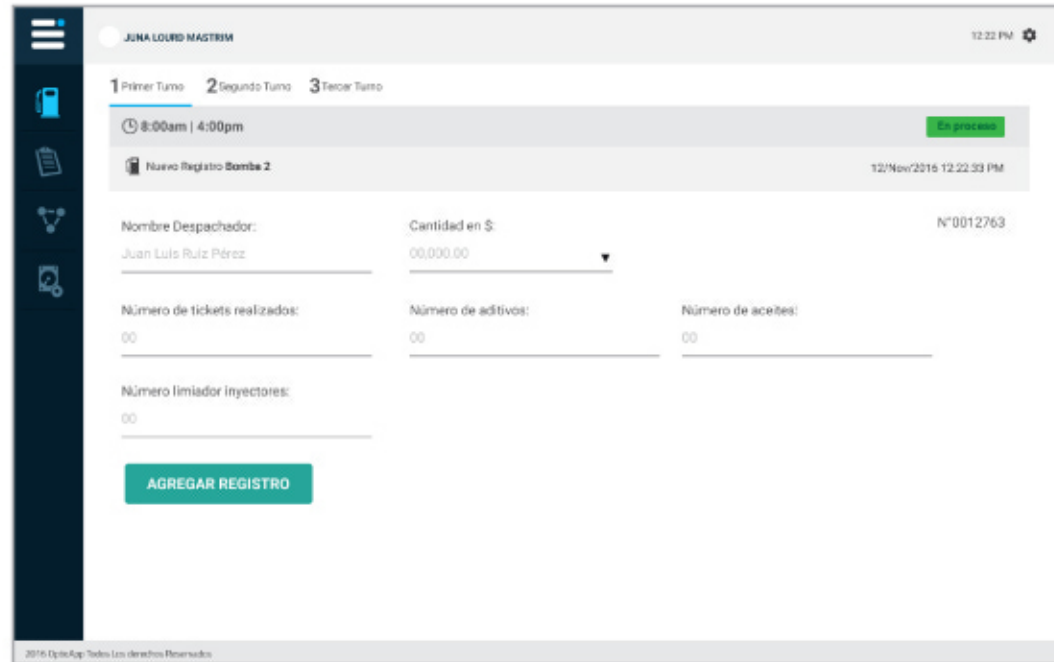 JUNA LOURD MASTRIM 12:22 PM
1 Primer Turno 2 Segundo Turno 3 Tercer Turno
8:00am | 4:00pm En proceso
Nuevo Registro Bomba 2 12/Nov/2016 12:22:33 PM
Nombre Despachador: Cantidad en $: N°0012763
Juan Luis Ruiz Pérez 00,000.00
Número de tickets realizados: Número de aditivos: Número de aceites:
00 00 00
Número limiador inyectores:
00
AGREGAR REGISTRO
2016 OptioApp Todos Los derechos Reservados